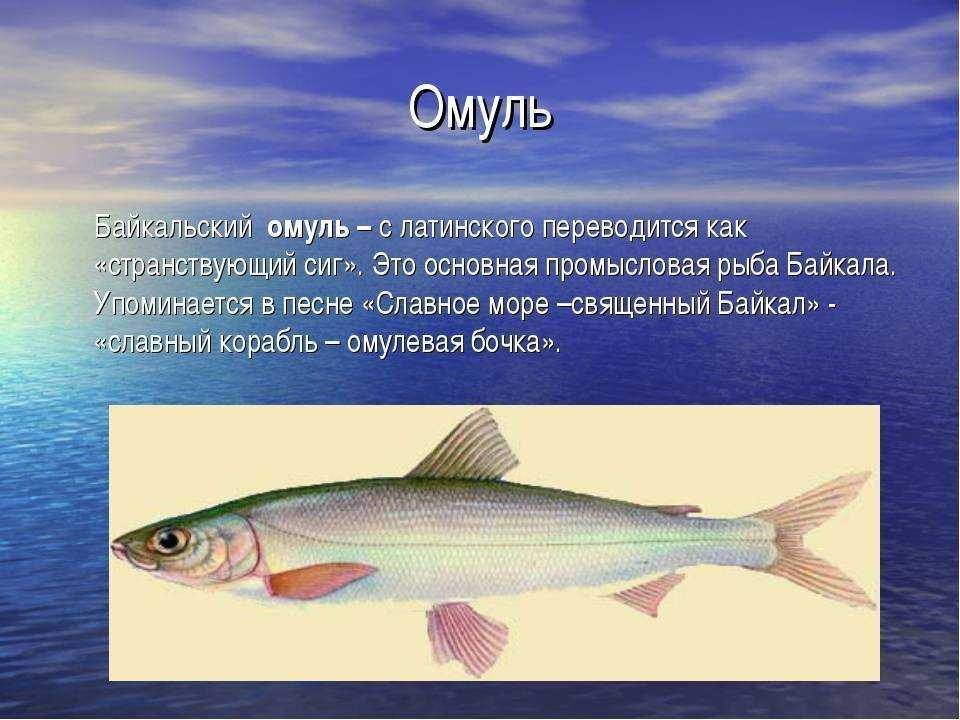 Омуль
Байкальский омуль – с латинского переводится как
«странствующий сиг». Это основная промысловая рыба Байкала.
Упоминается в песне «Славное море –священный Байкал» -
«славный корабль – омулевая бочка».